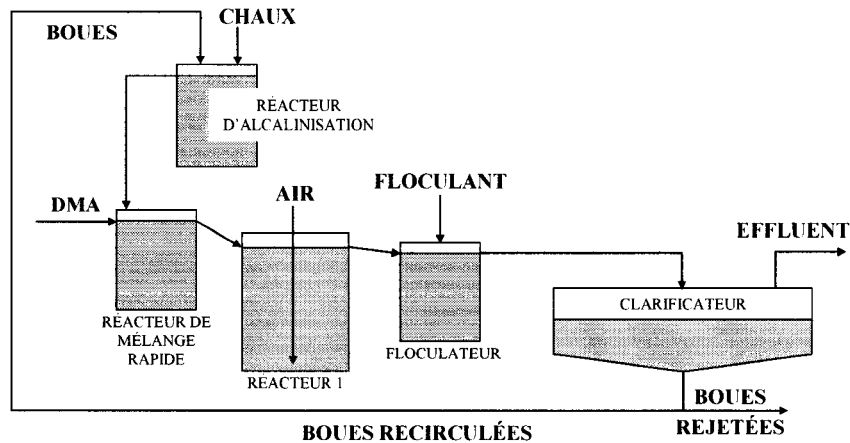 CHAUX
BOUES
RÉACTEUR
D'ALCALINISATION
DMA
AIR
FLOCULANT
EFFLUENT
CLARIFICATEUR
RÉACTEUR DE
MÉLANGE
RAPIDE
REACTEUR 1
FLOCULATEUR
BOUES
REJETÉES
BOUES RECIRCULÉES